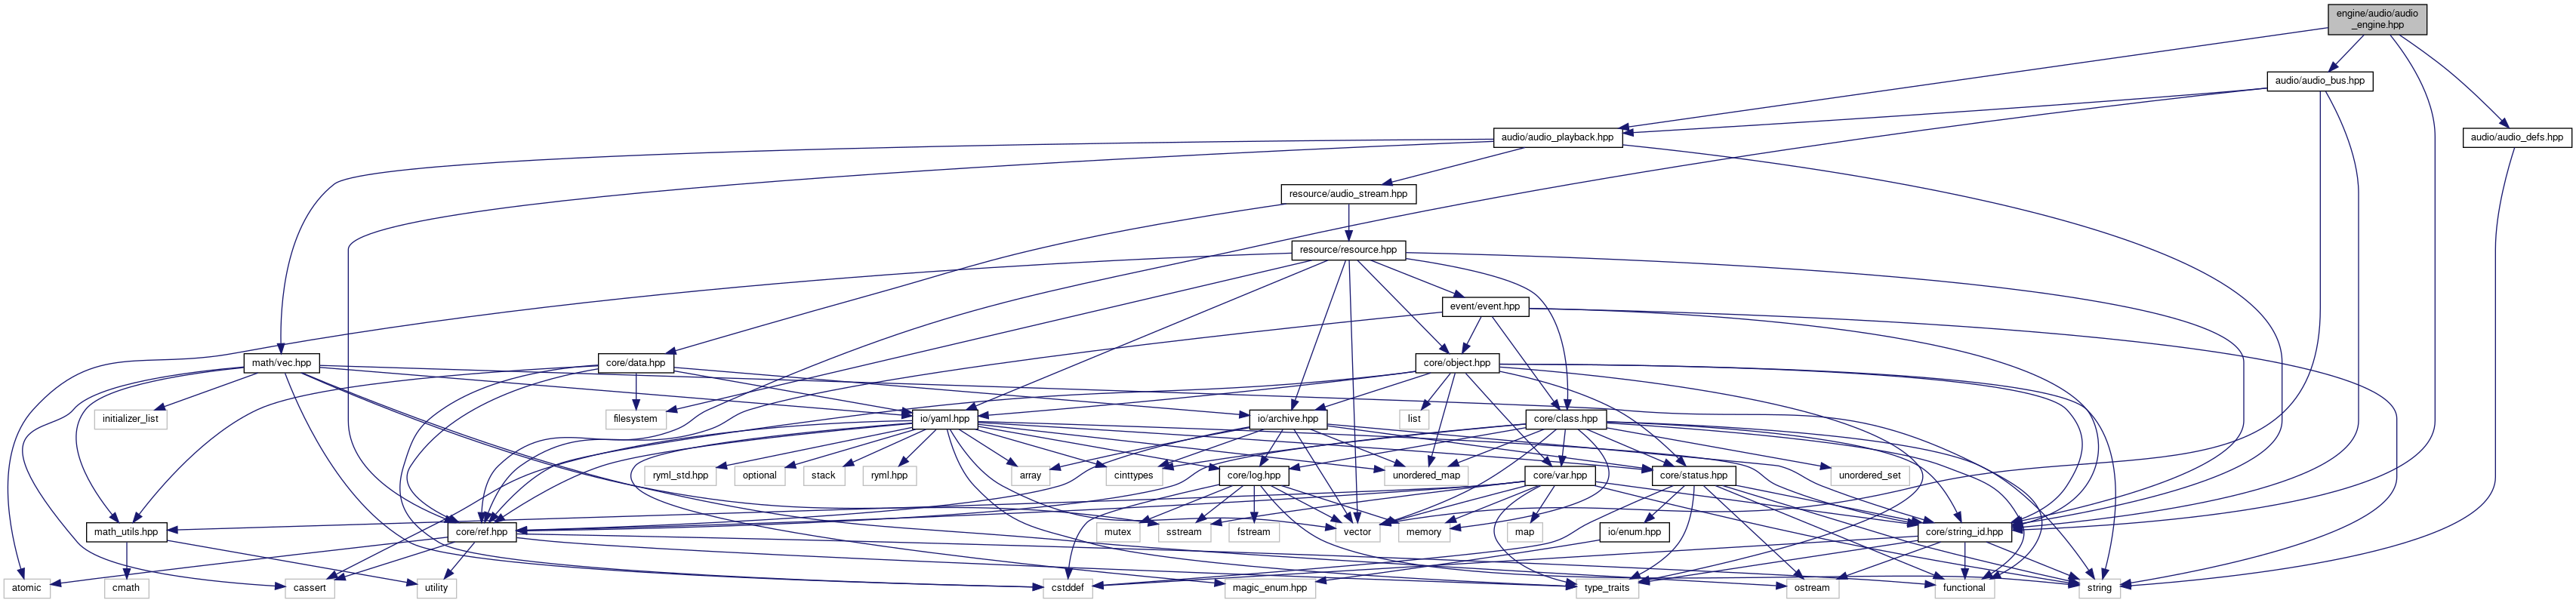 engine/audio/audio
_engine.hpp
audio/audio_bus.hpp
audio/audio_playback.hpp
audio/audio_defs.hpp
resource/audio_stream.hpp
resource/resource.hpp
event/event.hpp
math/vec.hpp
core/data.hpp
core/object.hpp
initializer_list
filesystem
io/yaml.hpp
io/archive.hpp
list
core/class.hpp
ryml_std.hpp
optional
stack
ryml.hpp
array
cinttypes
core/log.hpp
unordered_map
core/var.hpp
core/status.hpp
unordered_set
math_utils.hpp
core/ref.hpp
mutex
sstream
fstream
vector
memory
map
io/enum.hpp
core/string_id.hpp
atomic
cmath
cassert
utility
cstddef
magic_enum.hpp
type_traits
ostream
functional
string